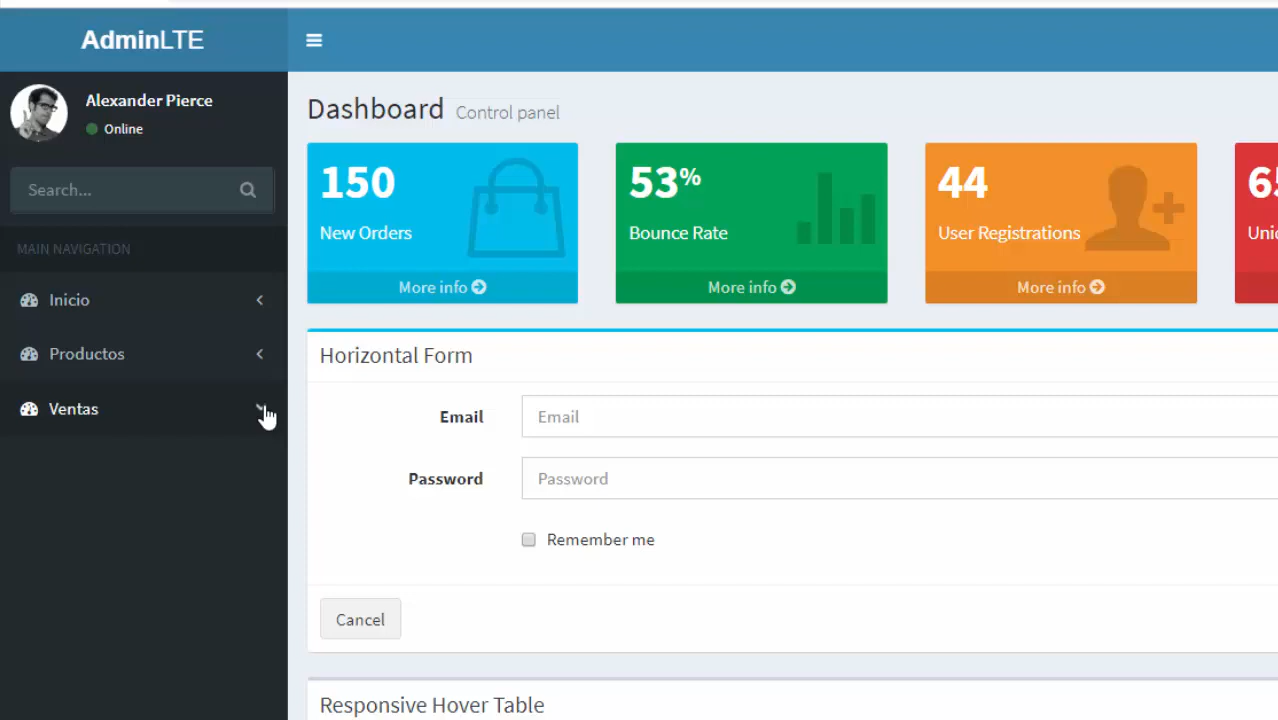 AdminLTE
Alexander Pierce
Online
Search...
MAIN NAVIGATION
Inicio
Productos
Ventas
Dashboard Control panel
150
New Orders
More info
53%
Bounce Rate
More info
44
User Registrations
More info
Horizontal Form
Email Email
Password Password
Remember me
Cancel
Responsive Hover Table